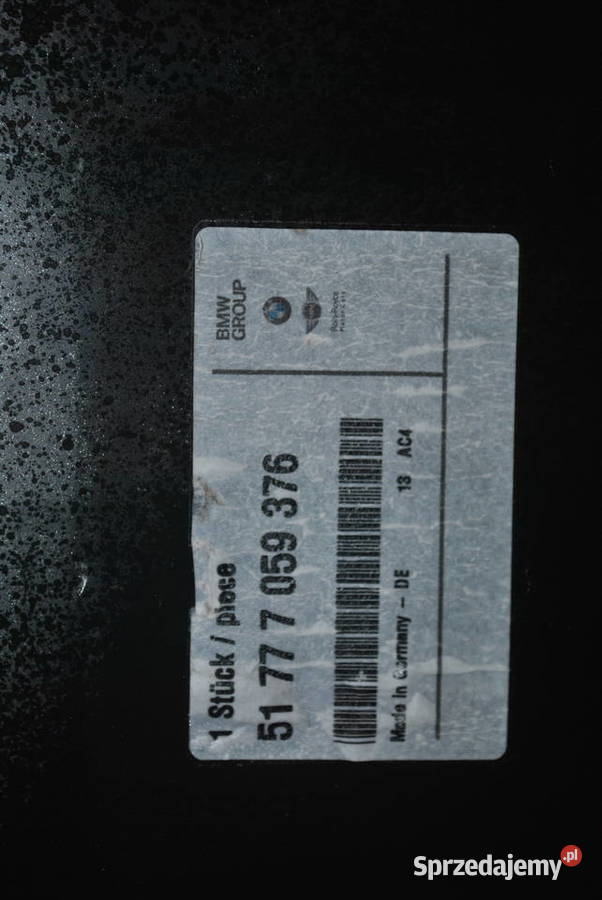 BMW
GROUP
1 Stück / piece
51 77 7 059 376
Made in Germany — DE 13 AC4
Sprzedajemy.pl